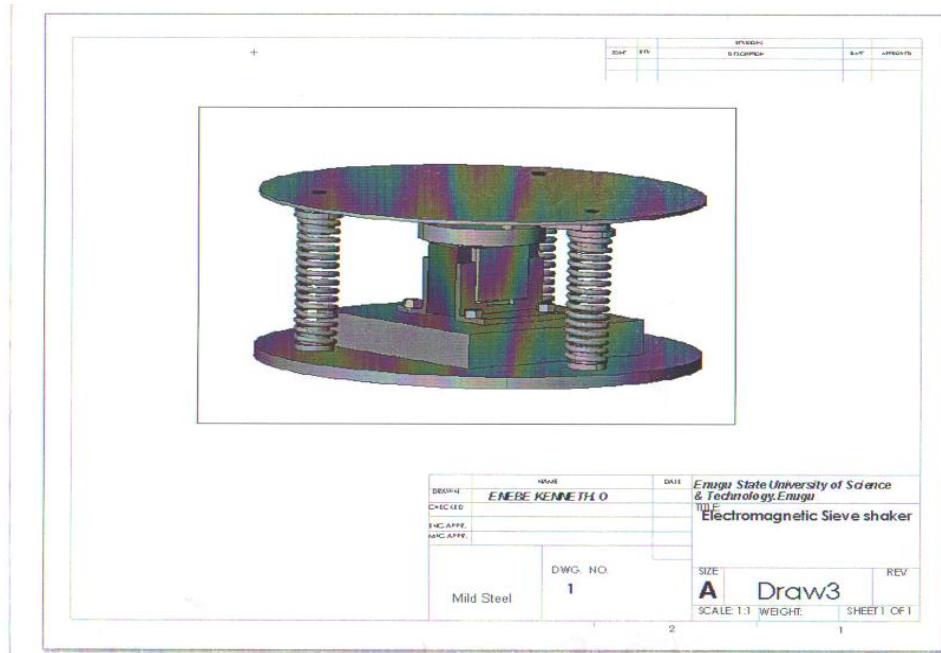 REVISIONS
ZONE REV. DESCRIPTION DATE APPROVED
NAME DATE
DRAWN ENEBE KENNETH.O
CHECKED
ENG APPR.
MFG APPR.
Enugu State University of Science
& Technology.Enugu
TITLE:
Electromagnetic Sieve shaker
Mild Steel
DWG. NO.
1
SIZE
A
Draw3
REV
SCALE: 1:1 WEIGHT: SHEET 1 OF 1
2 1